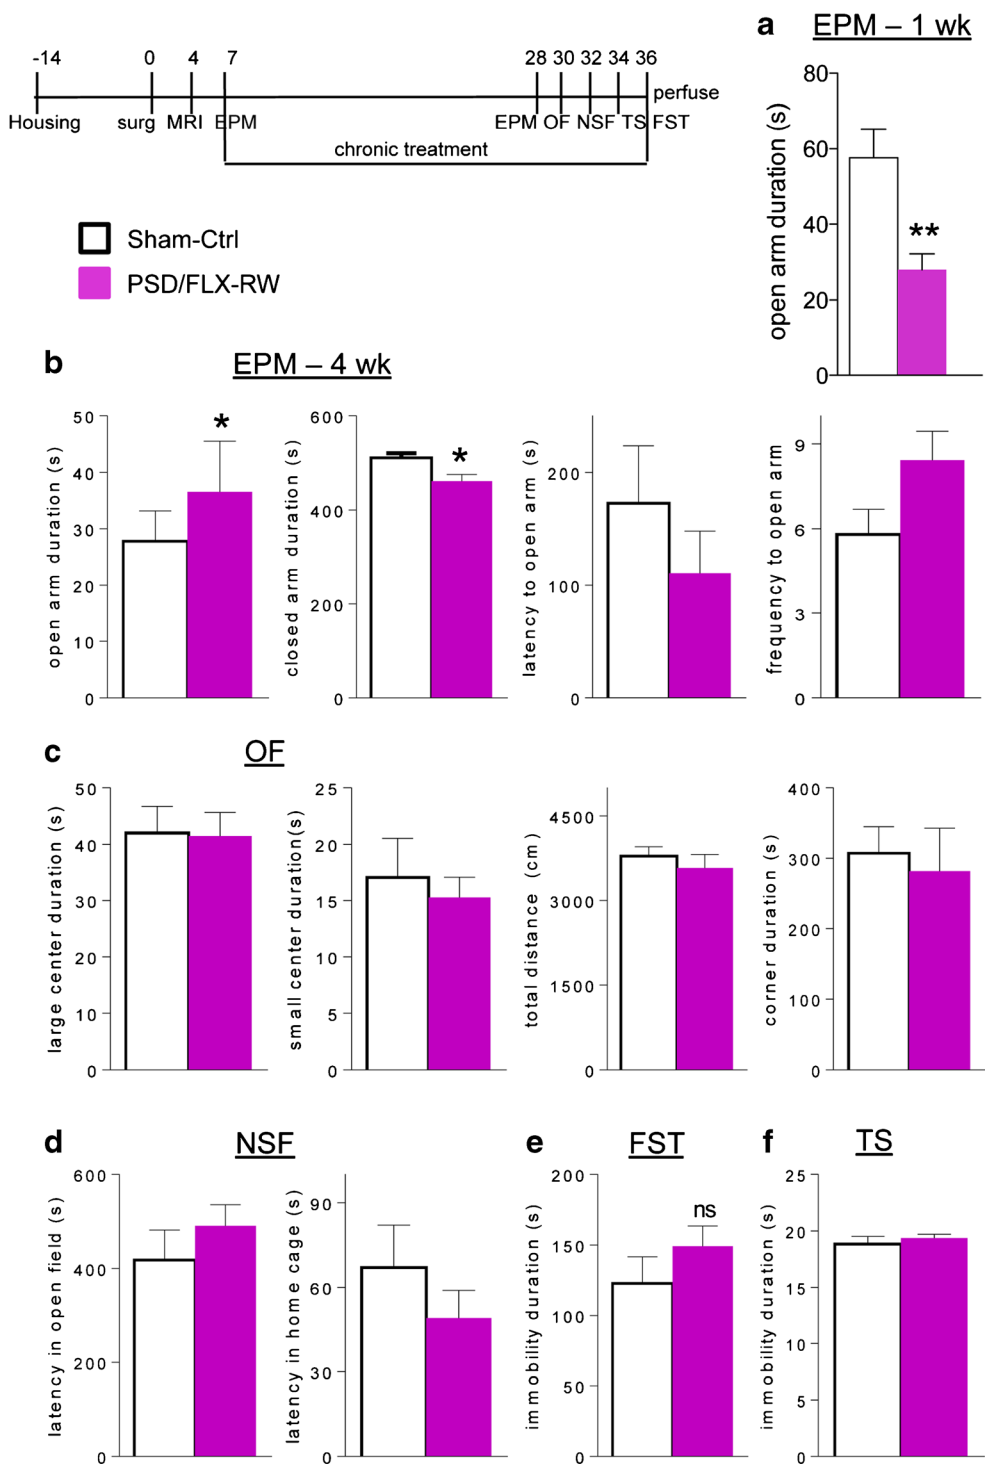 a EPM – 1 wk
-14 0 4 7 28 30 32 34 36
perfuse
Housing surg MRI EPM EPM OF NSF TS FST
chronic treatment
Sham-Ctrl
PSD/FLX-RW
open arm duration (s)
80
60
40
20
0
**
b EPM – 4 wk
open arm duration (s)
50
40
30
20
10
0
*
closed arm duration (s)
600
400
200
0
*
latency to open arm (s)
200
100
0
frequency to open arm
9
6
3
0
c OF
large center duration (s)
50
40
30
20
10
0
small center duration(s)
25
20
15
10
5
0
total distance (cm)
4500
3000
1500
0
corner duration (s)
400
300
200
100
0
d NSF
latency in open field (s)
600
400
200
0
latency in home cage (s)
90
60
30
0
e FST
immobility duration (s)
200
150
100
50
0
ns
f TS
immobility duration (s)
25
20
15
10
5
0